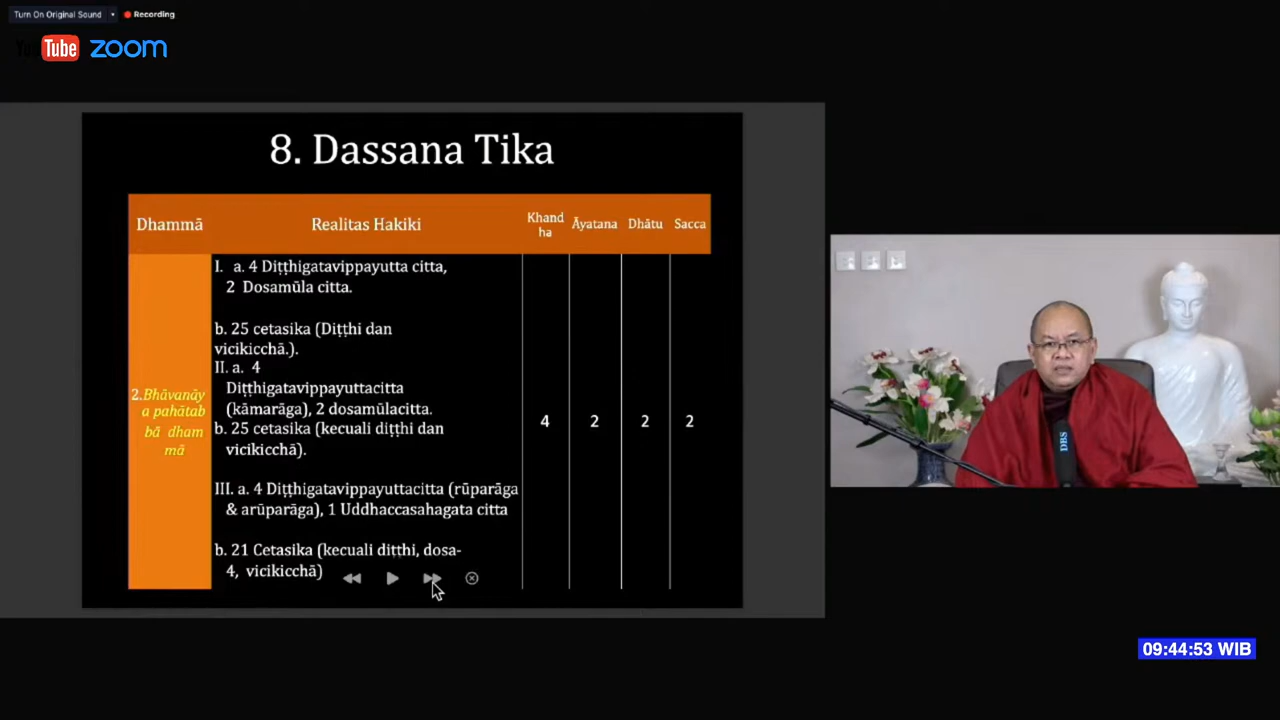 Turn On Original Sound
Recording
YouTube zoom
8. Dassana Tika
Dhammā
Realitas Hakiki
Khand
ha
Āyatana
Dhātu
Sacca
2.Bhāvanāy
a pahātab
bā dham
mā
I. a. 4 Diṭṭhigatavippayutta citta,
2 Dosamūla citta.
b. 25 cetasika (Diṭṭhi dan
vicikicchā.).
II. a. 4
Diṭṭhigatavippayuttacitta
(kāmarāga), 2 dosamūlacitta.
b. 25 cetasika (kecuali diṭṭhi dan
vicikicchā).
III. a. 4 Diṭṭhigatavippayuttacitta (rūparāga
& arūparāga), 1 Uddhaccasahagata citta
b. 21 Cetasika (kecuali diṭṭhi, dosa-
4, vicikicchā)
4
2
2
2
DBS
09:44:53 WIB